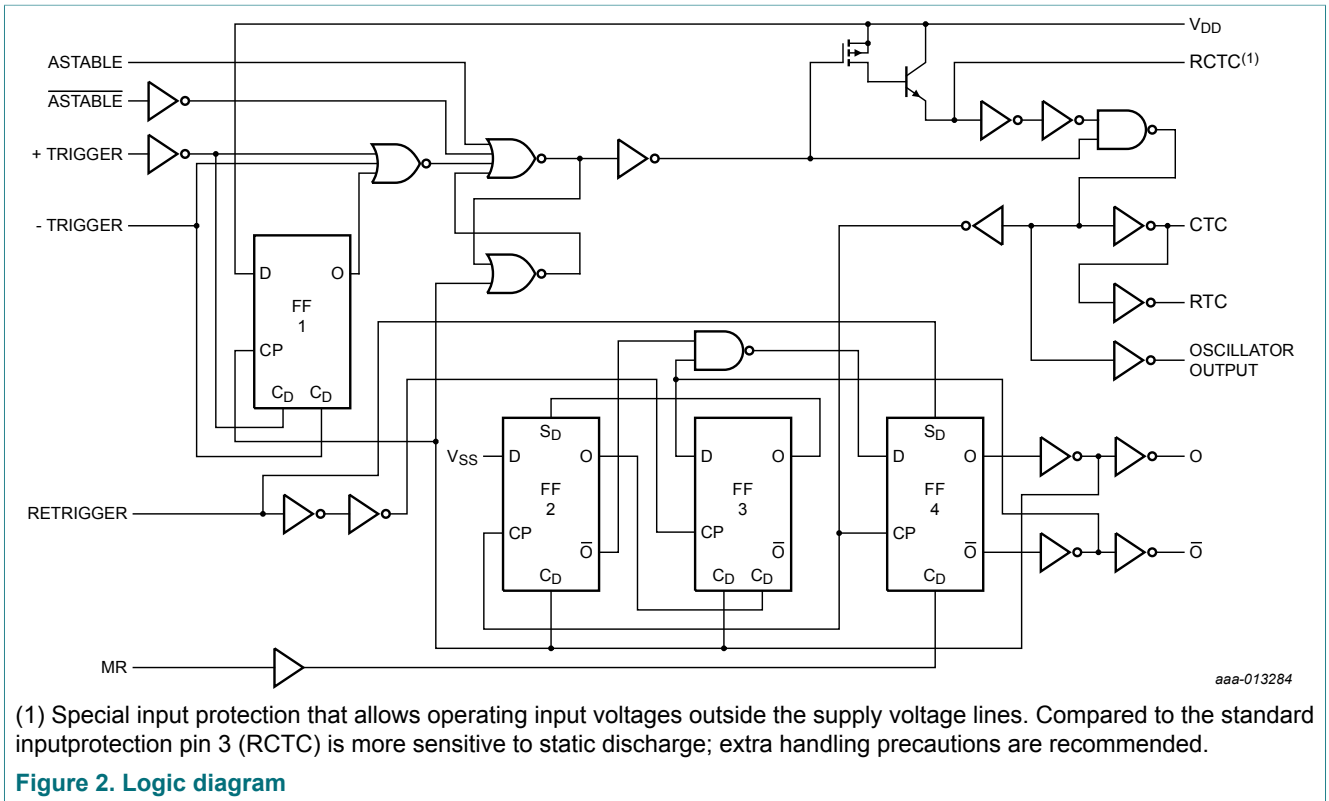 VDD
ASTABLE
RCTC(1)
ASTABLE
+ TRIGGER
- TRIGGER
CTC
D O
FF
1
RTC
CP
OSCILLATOR
OUTPUT
CD CD
SD
SD
VSS
D O
D O
D O
O
FF
2
FF
3
FF
4
RETRIGGER
CP O
CP O
CP O
O
CD
CD CD
CD
MR
aaa-013284
(1) Special input protection that allows operating input voltages outside the supply voltage lines. Compared to the standard
inputprotection pin 3 (RCTC) is more sensitive to static discharge; extra handling precautions are recommended.
Figure 2. Logic diagram